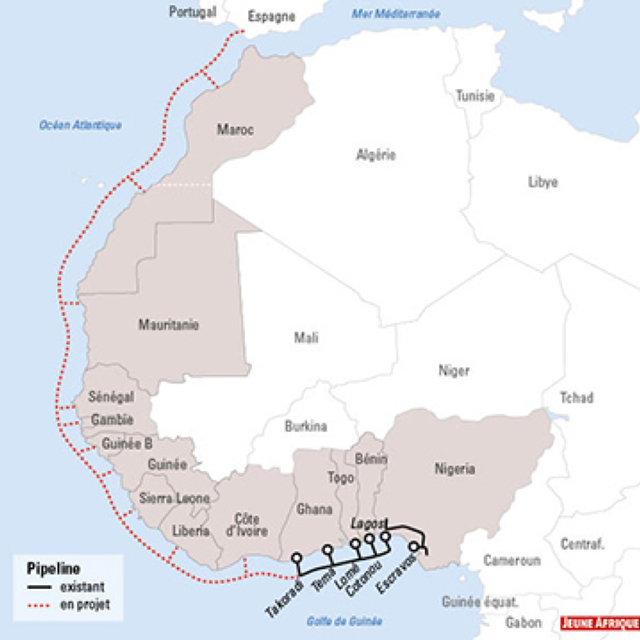 Portugal
Espagne
Mer Méditerranée
Tunisie
Océan Atlantique
Maroc
Algérie
Libye
Mauritanie
Mali
Niger
Tchad
Sénégal
Gambie
Burkina
Guinée B
Bénin
Guinée
Togo
Nigeria
Sierra Leone
Ghana
Côte
d'Ivoire
Liberia
Lagos
Centraf.
Cameroun
Takoradi
Tema
Lomé
Cotonou
Escravos
Pipeline
existant
en projet
Guinée équat.
Golfe de Guinée
Gabon
JEUNE AFRIQUE